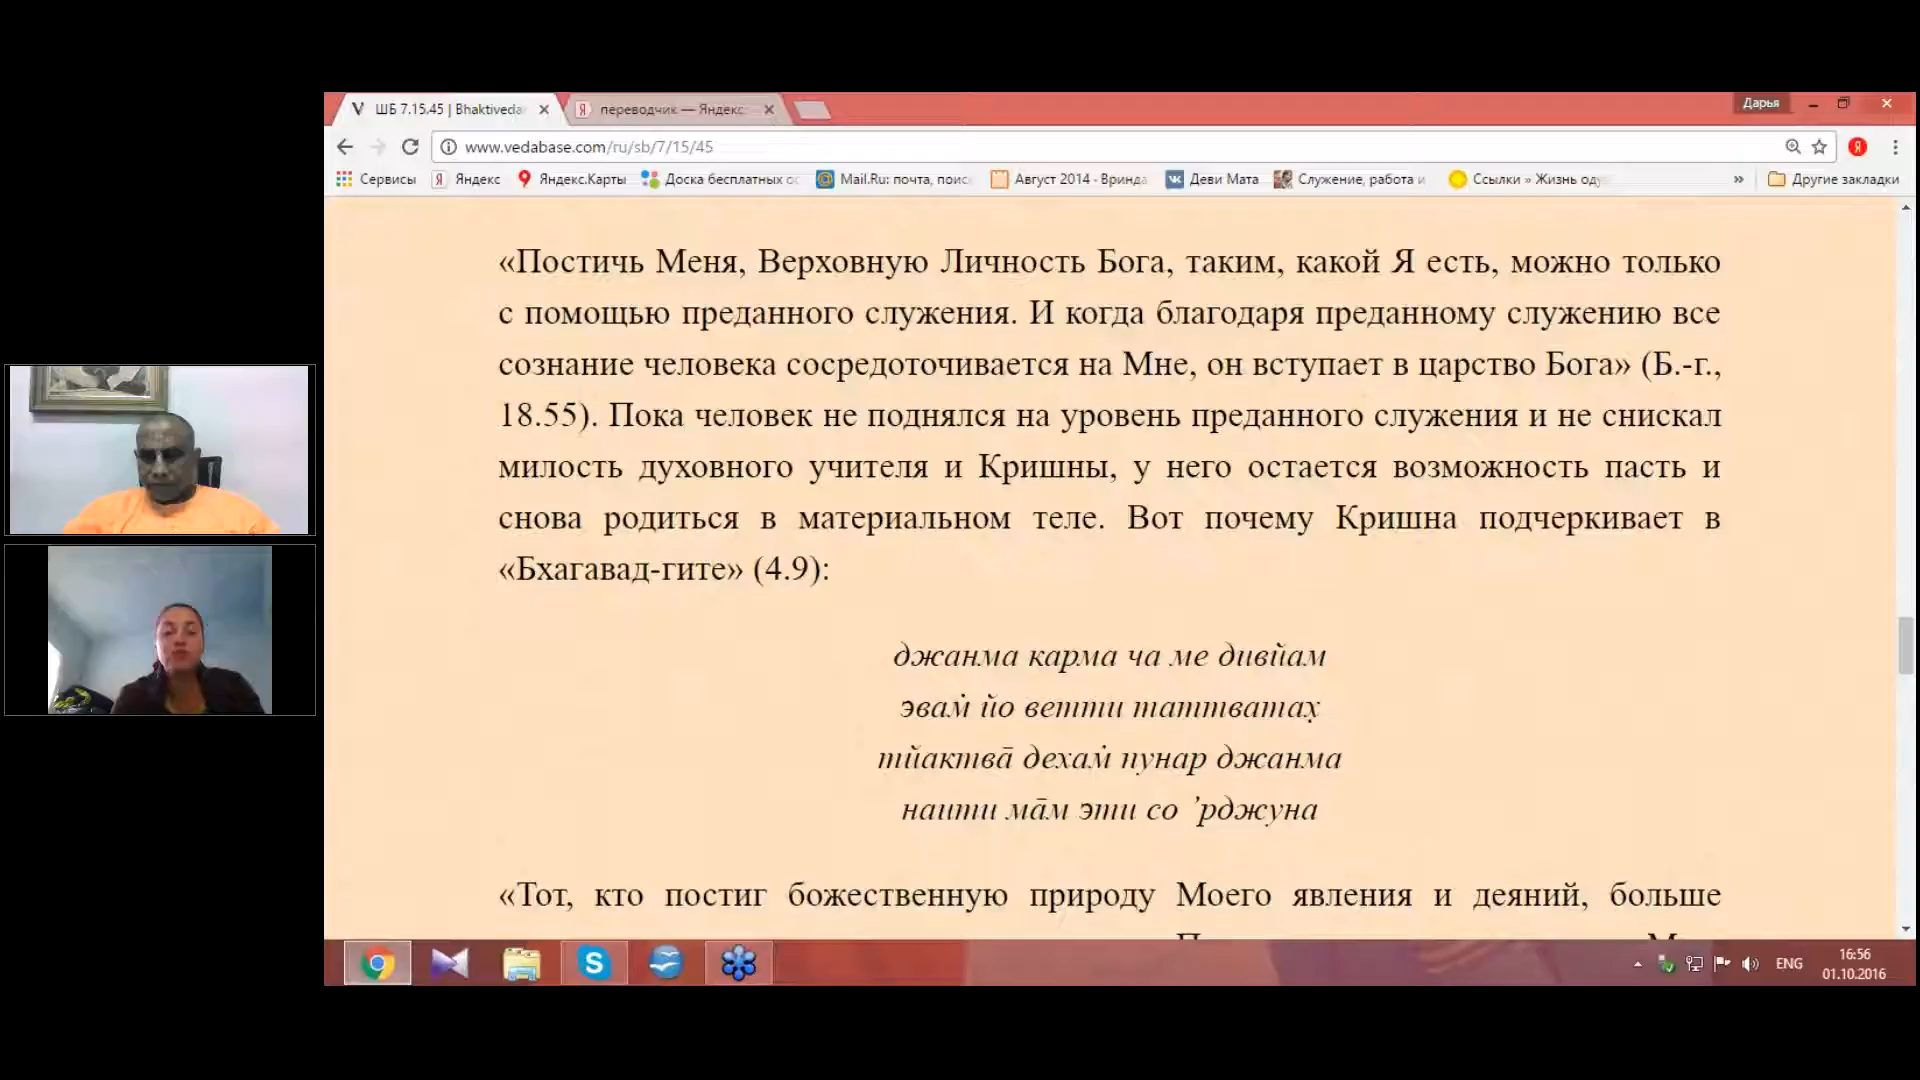 ШБ 7.15.45 | Bhaktiveda
переводчик — Яндекс
Дарья
www.vedabase.com/ru/sb/7/15/45
Сервисы
Яндекс
Яндекс.Карты
Доска бесплатных о
Mail.Ru: почта, поис
Август 2014 - Вринда
Деви Мата
Служение, работа и
Ссылки » Жизнь од
Другие закладки
«Постичь Меня, Верховную Личность Бога, таким, какой Я есть, можно только
с помощью преданного служения. И когда благодаря преданному служению все
сознание человека сосредоточивается на Мне, он вступает в царство Бога» (Б.-г.,
18.55). Пока человек не поднялся на уровень преданного служения и не снискал
милость духовного учителя и Кришны, у него остается возможность пасть и
снова родиться в материальном теле. Вот почему Кришна подчеркивает в
«Бхагавад-гите» (4.9):
джанма карма ча ме дивйам
эвам̇ йо ветти таттватах̣
тйактва̄ дехам̇ пунар джанма
наити ма̄м эти со ’рджуна
«Тот, кто постиг божественную природу Моего явления и деяний, больше
ENG
16:56
01.10.2016